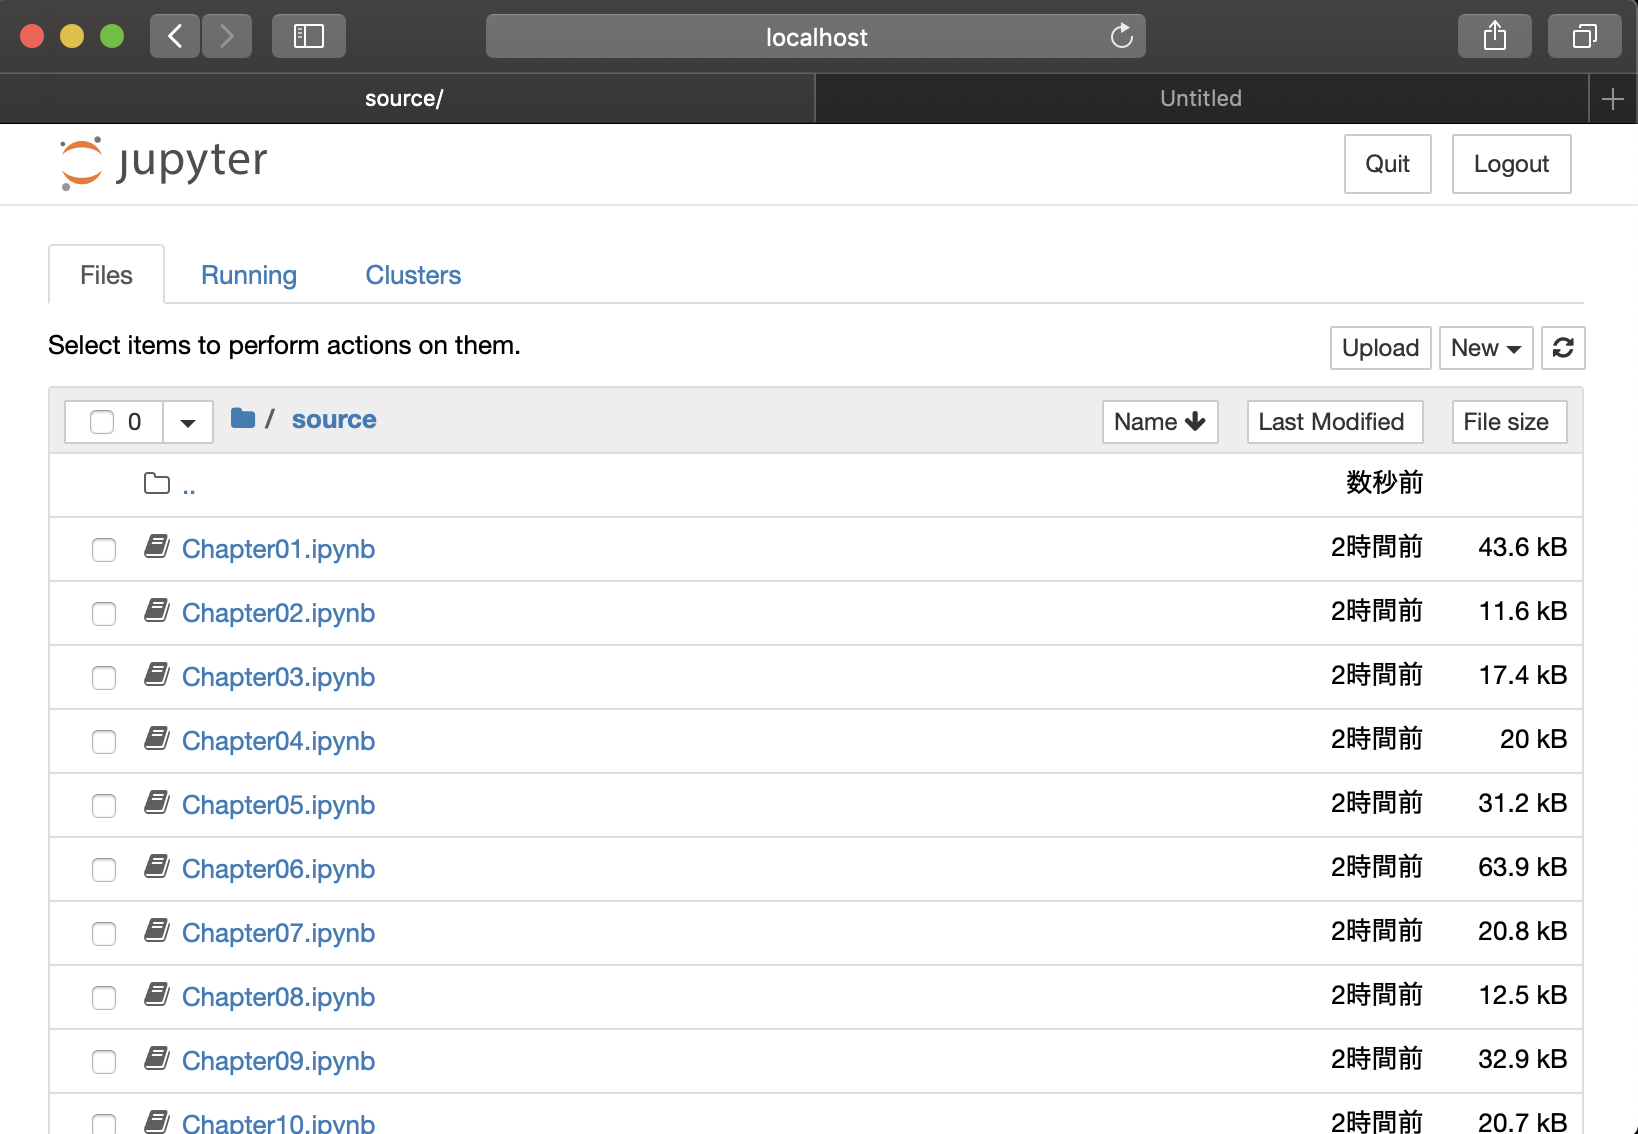 localhost
source/ Untitled
jupyter Quit Logout
Files Running Clusters
Select items to perform actions on them. Upload New
0 / source Name Last Modified File size
.. 数秒前
Chapter01.ipynb 2時間前 43.6 kB
Chapter02.ipynb 2時間前 11.6 kB
Chapter03.ipynb 2時間前 17.4 kB
Chapter04.ipynb 2時間前 20 kB
Chapter05.ipynb 2時間前 31.2 kB
Chapter06.ipynb 2時間前 63.9 kB
Chapter07.ipynb 2時間前 20.8 kB
Chapter08.ipynb 2時間前 12.5 kB
Chapter09.ipynb 2時間前 32.9 kB
Chapter10.ipynb 2時間前 20.7 kB